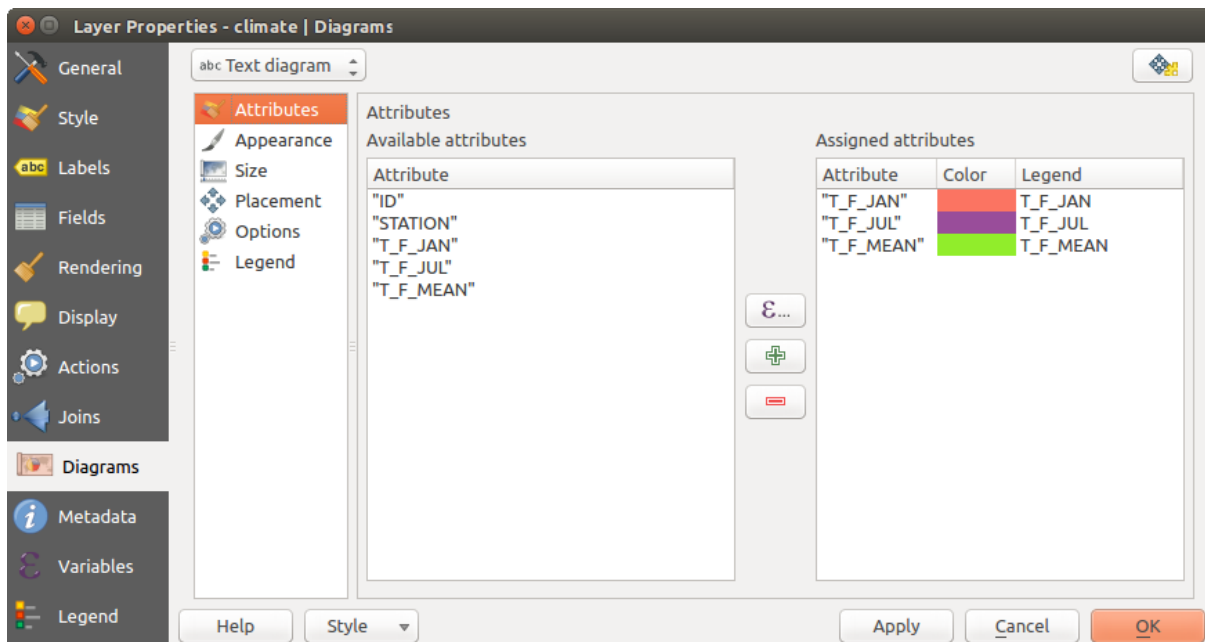 Layer Properties - climate | Diagrams
General
Style
abc Labels
Fields
Rendering
Display
Actions
Joins
Diagrams
i Metadata
ε Variables
Legend
abc Text diagram
Attributes
Appearance
Size
Placement
Options
Legend
Attributes
Available attributes
Attribute
"ID"
"STATION"
"T_F_JAN"
"T_F_JUL"
"T_F_MEAN"
ε...
Assigned attributes
Attribute Color Legend
"T_F_JAN" T_F_JAN
"T_F_JUL" T_F_JUL
"T_F_MEAN" T_F_MEAN
Help Style Apply Cancel OK